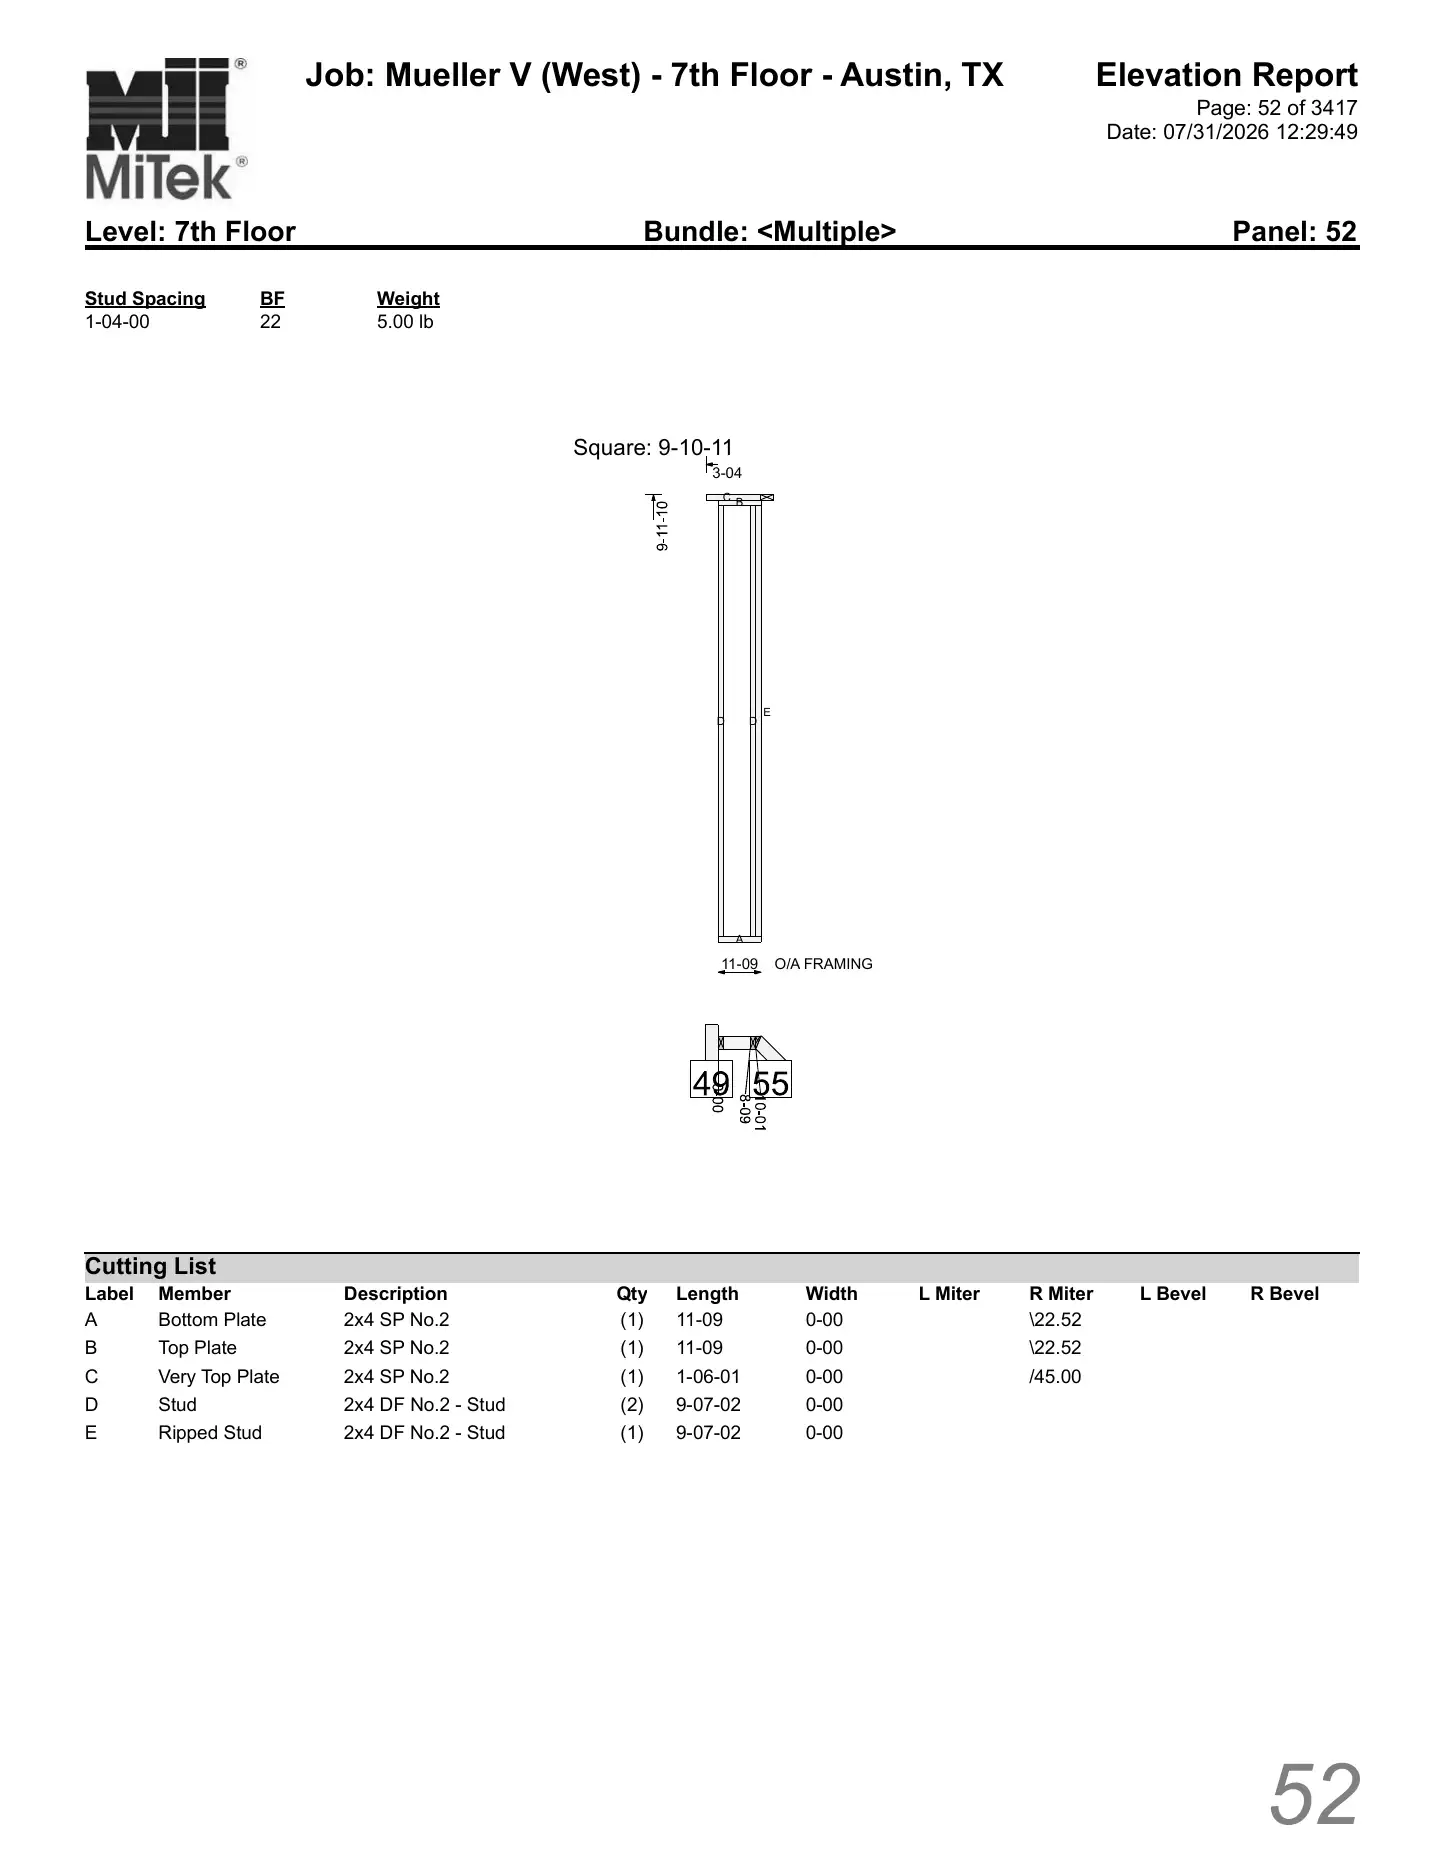 Job: Mueller V (West) - 7th Floor - Austin, TX
Elevation Report
Page: 52 of 3417
Date: 07/31/2026 12:29:49
MiTek®
Level: 7th Floor Bundle: <Multiple> Panel: 52
Stud Spacing BF Weight
1-04-00 22 5.00 lb
Square: 9-10-11
3-04
C B
9-11-10
E
D D
A
11-09 O/A FRAMING
49 55
8-09
10-01
Cutting List
Label Member Description Qty Length Width L Miter R Miter L Bevel R Bevel
A Bottom Plate 2x4 SP No.2 (1) 11-09 0-00 \22.52
B Top Plate 2x4 SP No.2 (1) 11-09 0-00 \22.52
C Very Top Plate 2x4 SP No.2 (1) 1-06-01 0-00 /45.00
D Stud 2x4 DF No.2 - Stud (2) 9-07-02 0-00
E Ripped Stud 2x4 DF No.2 - Stud (1) 9-07-02 0-00
52